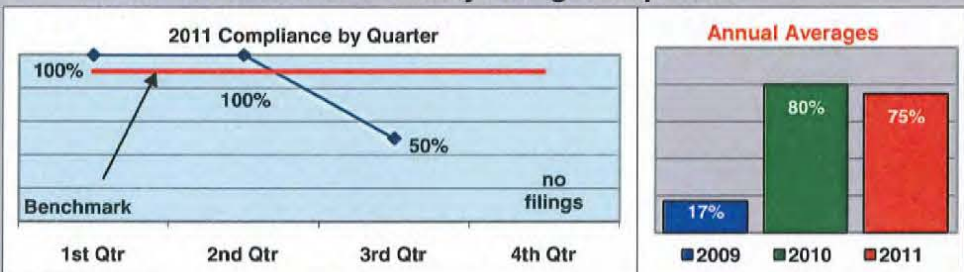 2011 Compliance by Quarter
100%
100%
50%
no
filings
Benchmark
1st Qtr 2nd Qtr 3rd Qtr 4th Qtr
Annual Averages
17%
80%
75%
2009 2010 2011